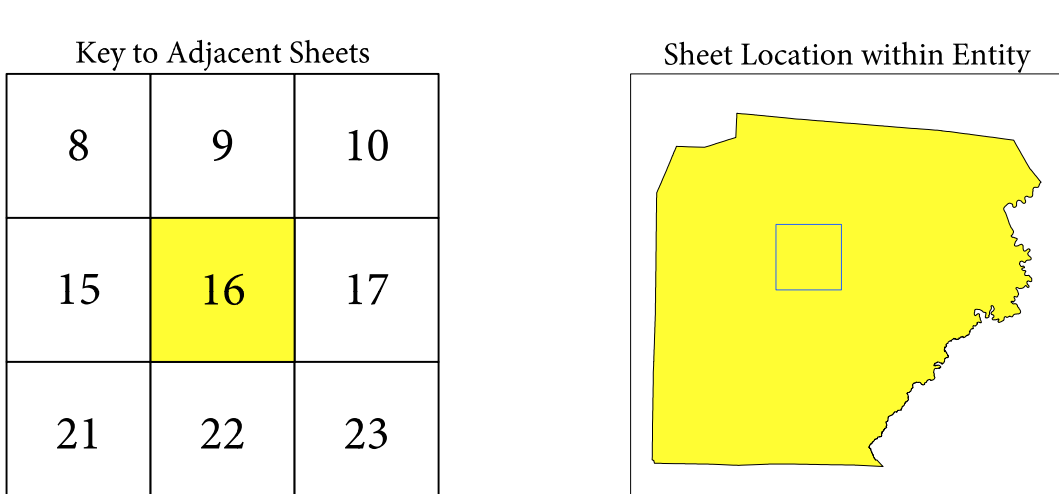 Key to Adjacent Sheets
Sheet Location within Entity
8 9 10
15 16 17
21 22 23